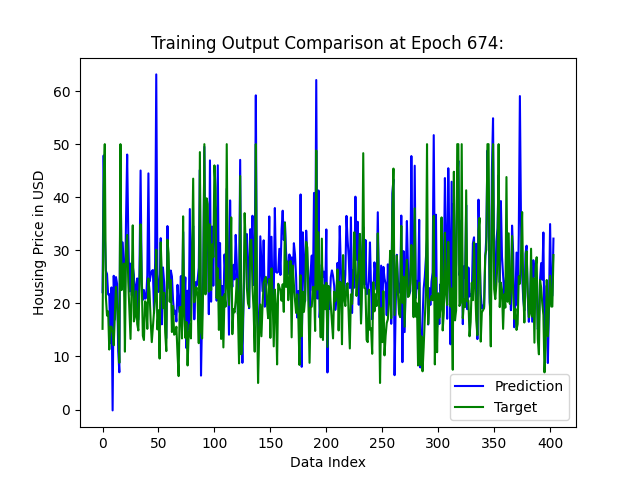 Training Output Comparison at Epoch 674:
Housing Price in USD
60
50
40
30
20
10
0
0 50 100 150 200 250 300 350 400
Data Index
Prediction
Target